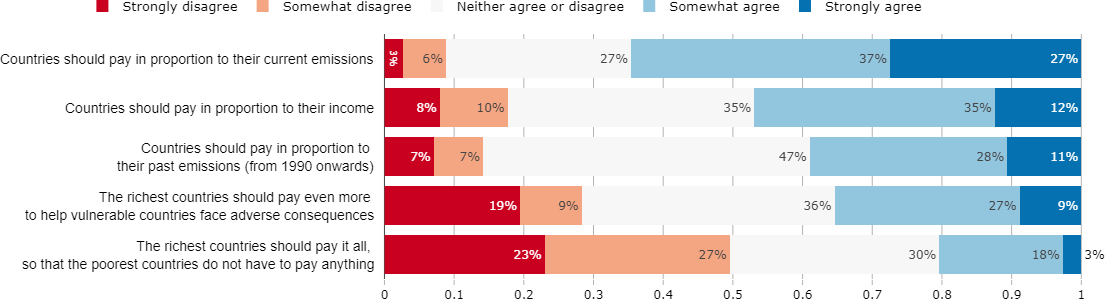 Strongly disagree Somewhat disagree Neither agree or disagree Somewhat agree Strongly agree
Countries should pay in proportion to their current emissions 3% 6% 27% 37% 27%
Countries should pay in proportion to their income 8% 10% 35% 35% 12%
Countries should pay in proportion to
their past emissions (from 1990 onwards) 7% 7% 47% 28% 11%
The richest countries should pay even more
to help vulnerable countries face adverse consequences 19% 9% 36% 27% 9%
The richest countries should pay it all,
so that the poorest countries do not have to pay anything 23% 27% 30% 18% 3%
0 0.1 0.2 0.3 0.4 0.5 0.6 0.7 0.8 0.9 1